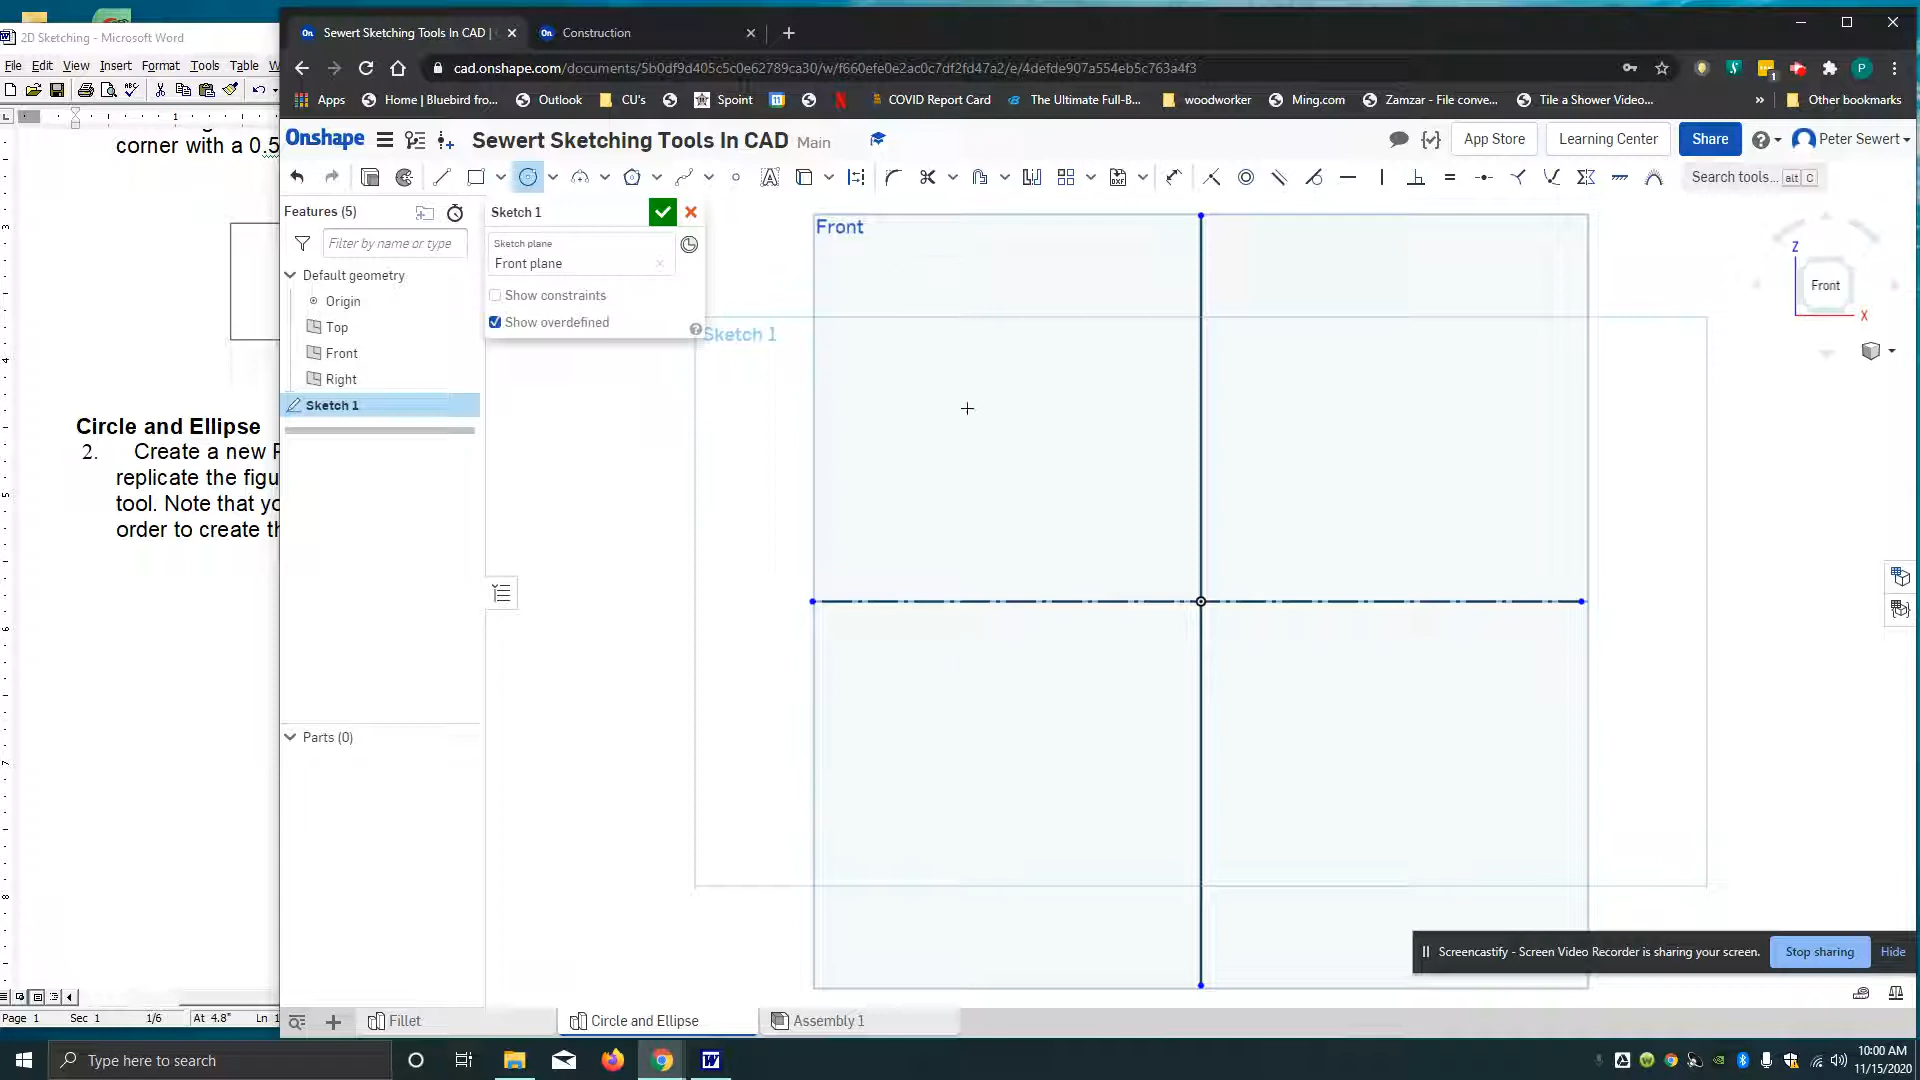 2D Sketching - Microsoft Word
File Edit View Insert Format Tools Table
corner with a 0.5
Circle and Ellipse
2. Create a new
replicate the figu
tool. Note that yo
order to create th
Page 1 Sec 1 1/6 At 4.8" Ln 1
Sewert Sketching Tools In CAD |
Construction
cad.onshape.com/documents/5b0df9d405c5c0e62789ca30/w/f660efe0e2ac0c7df2fd47a2/e/4defde907a554eb5c763a4f3
Apps Home | Bluebird fro... Outlook CU's Spoint COVID Report Card The Ultimate Full-B... woodworker Ming.com Zamzar - File conve... Tile a Shower Video... » Other bookmarks
Onshape Sewert Sketching Tools In CAD Main App Store Learning Center Share Peter Sewert
Search tools... alt C
Features (5)
Filter by name or type
Default geometry
Origin
Top
Front
Right
Sketch 1
Parts (0)
Sketch 1
Sketch plane
Front plane
Show constraints
Show overdefined
Front
Sketch 1
Z
Front
X
Screencastify - Screen Video Recorder is sharing your screen. Stop sharing Hide
Fillet Circle and Ellipse Assembly 1
Type here to search
10:00 AM
11/15/2020